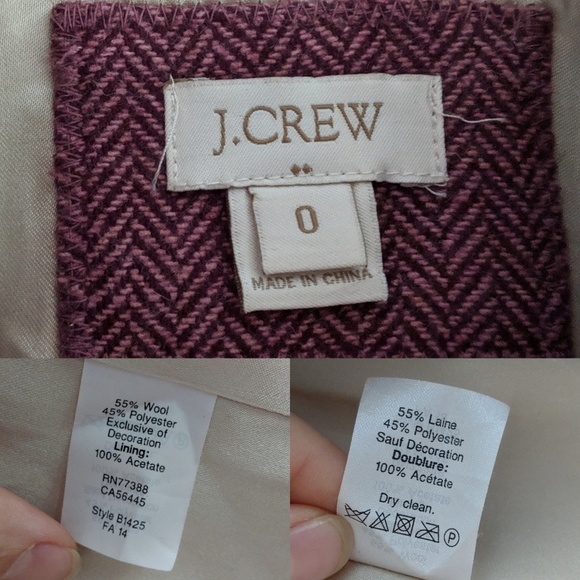 J.CREW
0
MADE IN CHINA
55% Wool
45% Polyester
Exclusive of
Decoration
Lining:
100% Acetate
RN77388
CA56445
Style B1425
FA 14
55% Laine
45% Polyester
Sauf Décoration
Doublure:
100% Acétate
Dry clean.
P